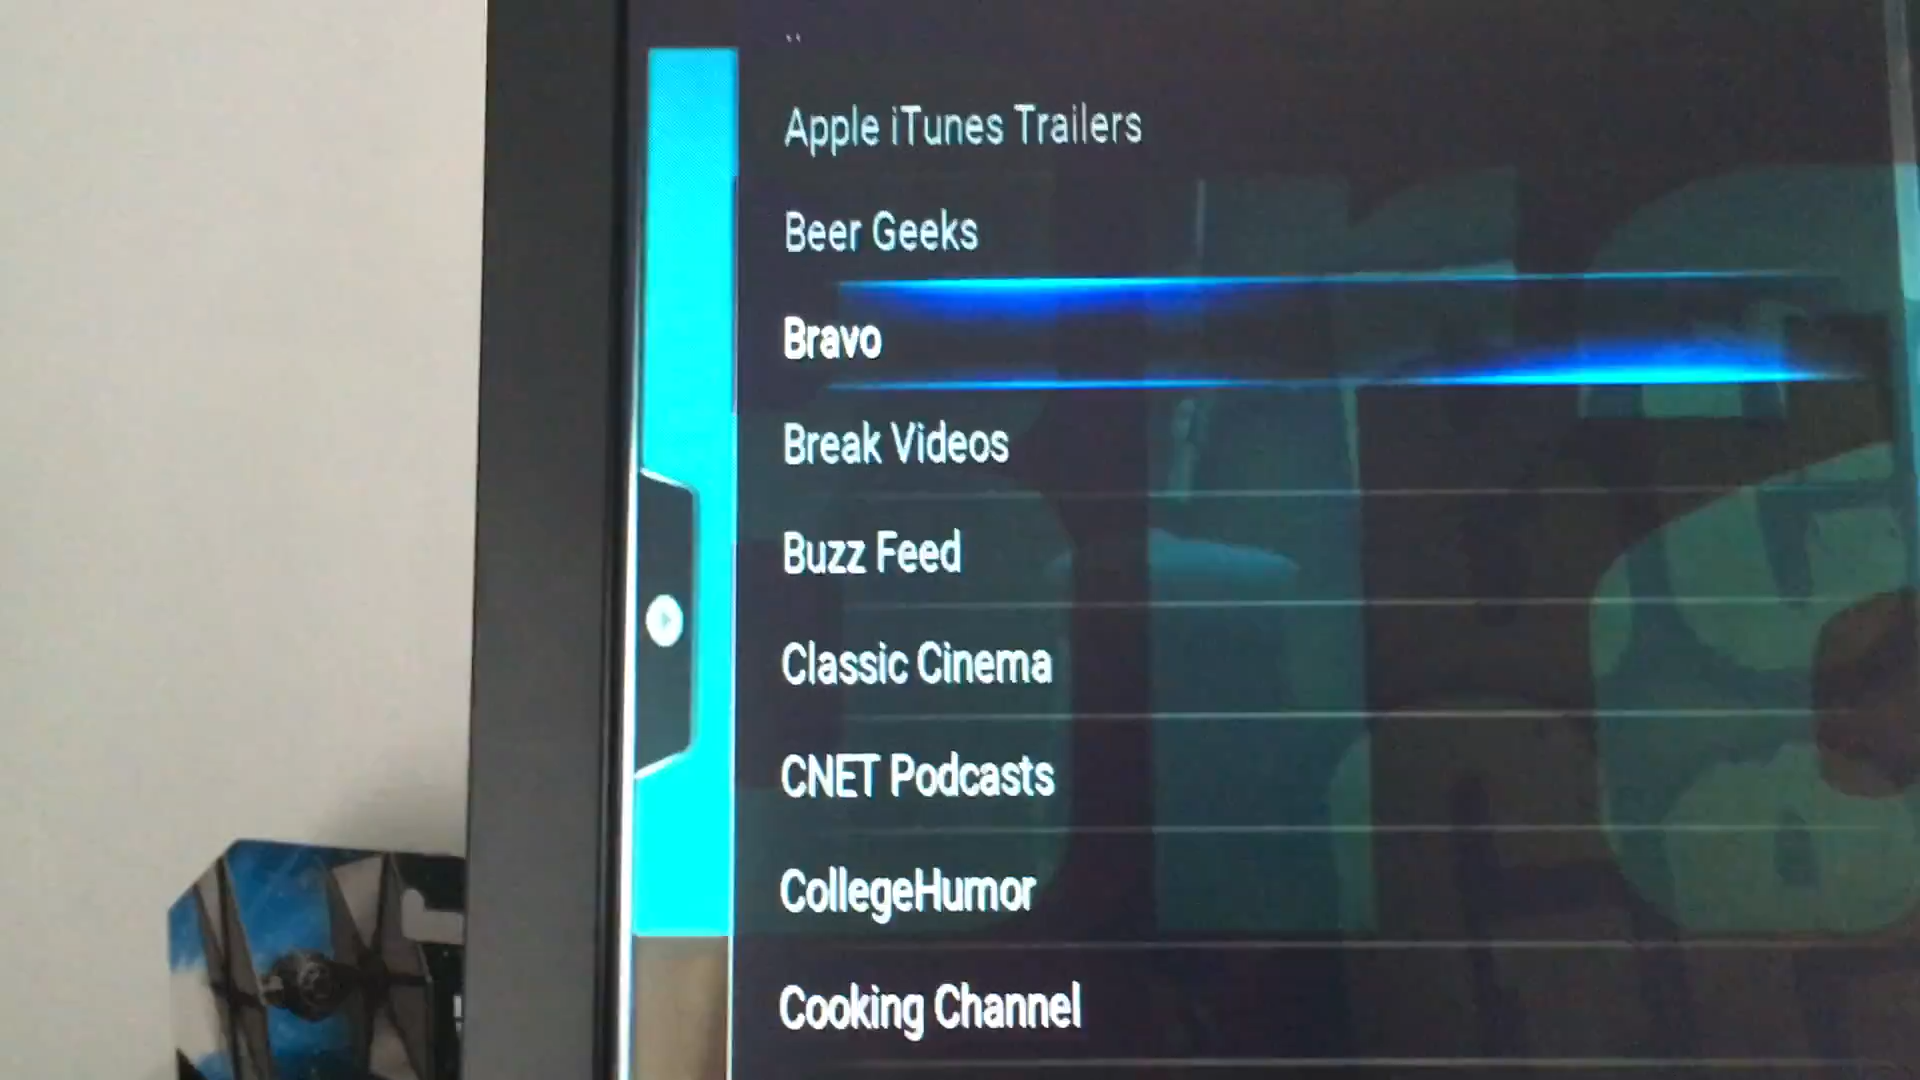 ..
Apple iTunes Trailers
Beer Geeks
Bravo
Break Videos
Buzz Feed
Classic Cinema
CNET Podcasts
CollegeHumor
Cooking Channel